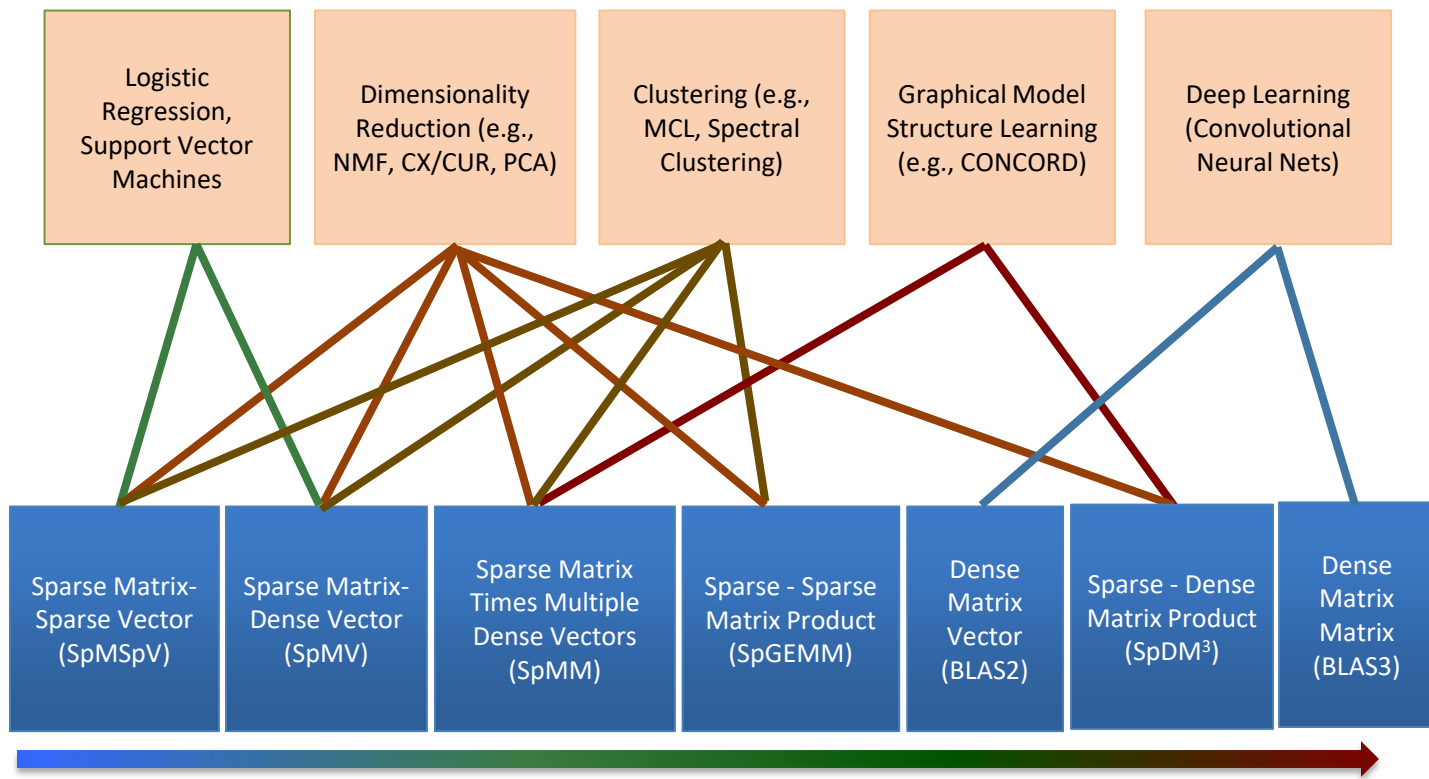 Logistic
Regression,
Support Vector
Machines
Dimensionality
Reduction (e.g.,
NMF, CX/CUR, PCA)
Clustering (e.g.,
MCL, Spectral
Clustering)
Graphical Model
Structure Learning
(e.g., CONCORD)
Deep Learning
(Convolutional
Neural Nets)
Sparse Matrix-
Sparse Vector
(SpMSpV)
Sparse Matrix-
Dense Vector
(SpMV)
Sparse Matrix
Times Multiple
Dense Vectors
(SpMM)
Sparse - Sparse
Matrix Product
(SpGEMM)
Dense
Matrix
Vector
(BLAS2)
Sparse - Dense
Matrix Product
(SpDM³)
Dense
Matrix
Matrix
(BLAS3)